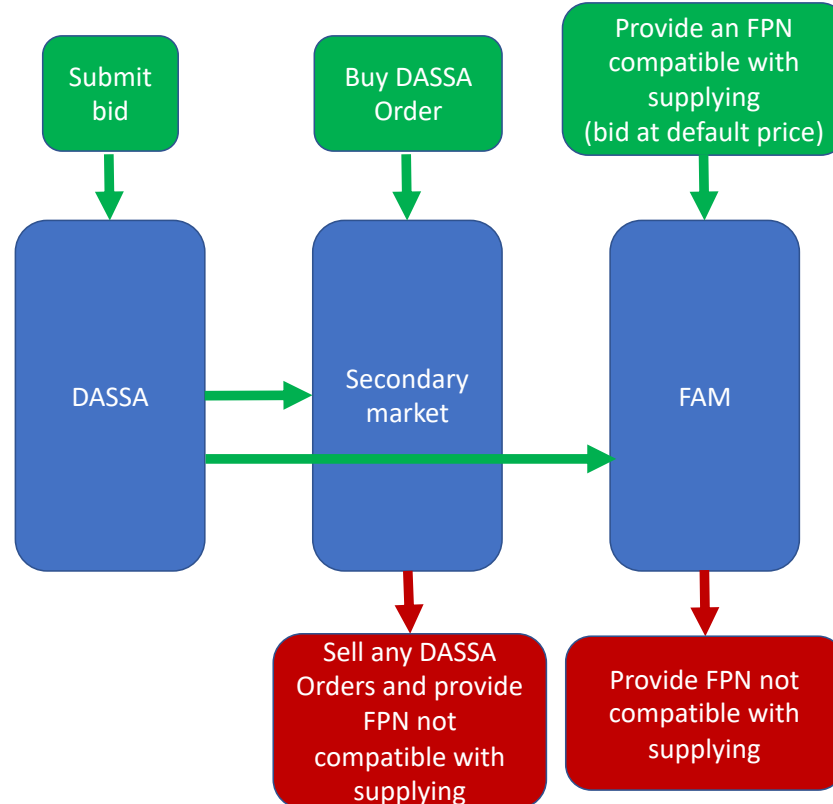 Submit
bid
Buy DASSA
Order
Provide an FPN
compatible with
supplying
(bid at default price)
DASSA
Secondary
market
FAM
Sell any DASSA
Orders and provide
FPN not
compatible with
supplying
Provide FPN not
compatible with
supplying